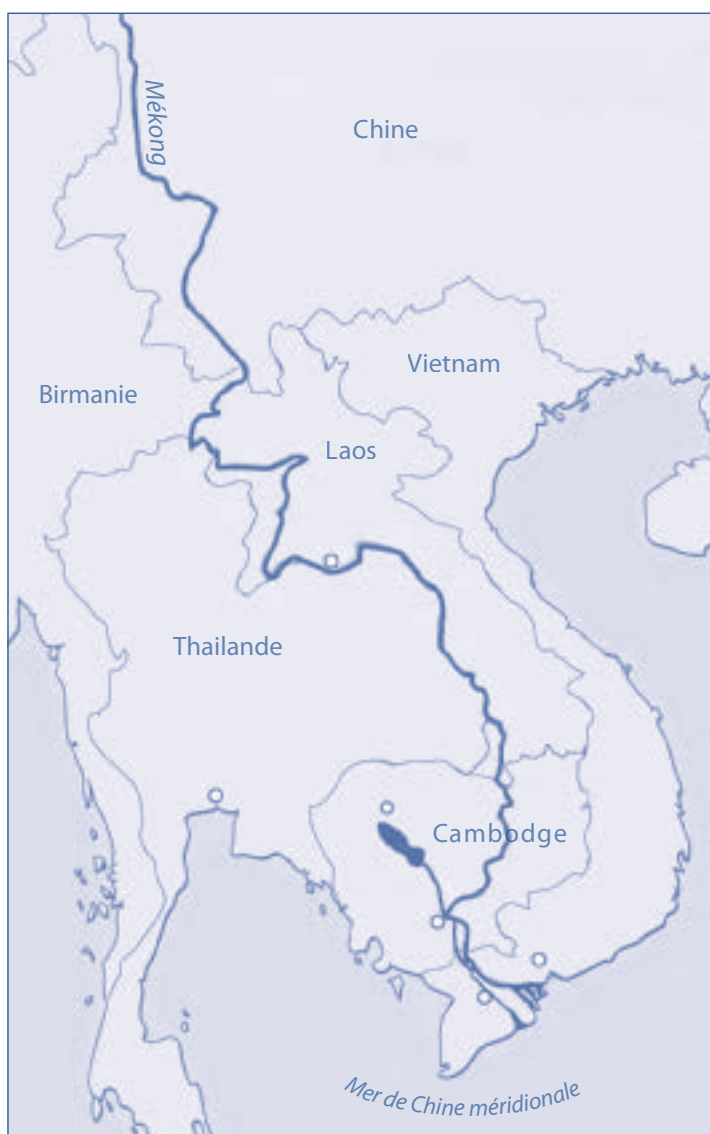 Mékong
Chine
Vietnam
Birmanie
Laos
Thailande
Cambodge
Mer de Chine méridionale